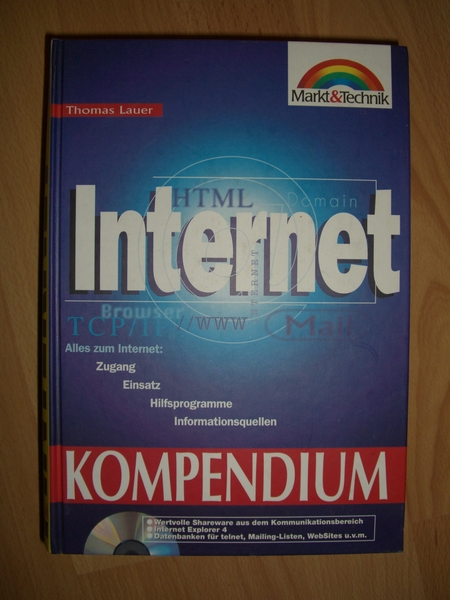 Markt&Technik
Thomas Lauer
HTML
Domain
Internet
INTERNET
Browser
TCP/IP //www
Mail
Alles zum Internet:
Zugang
Einsatz
Hilfsprogramme
Informationsquellen
KOMPENDIUM
Wertvolle Shareware aus dem Kommunikationsbereich
Internet Explorer 4
Datenbanken für telnet, Mailing-Listen, WebSites u.v.m.